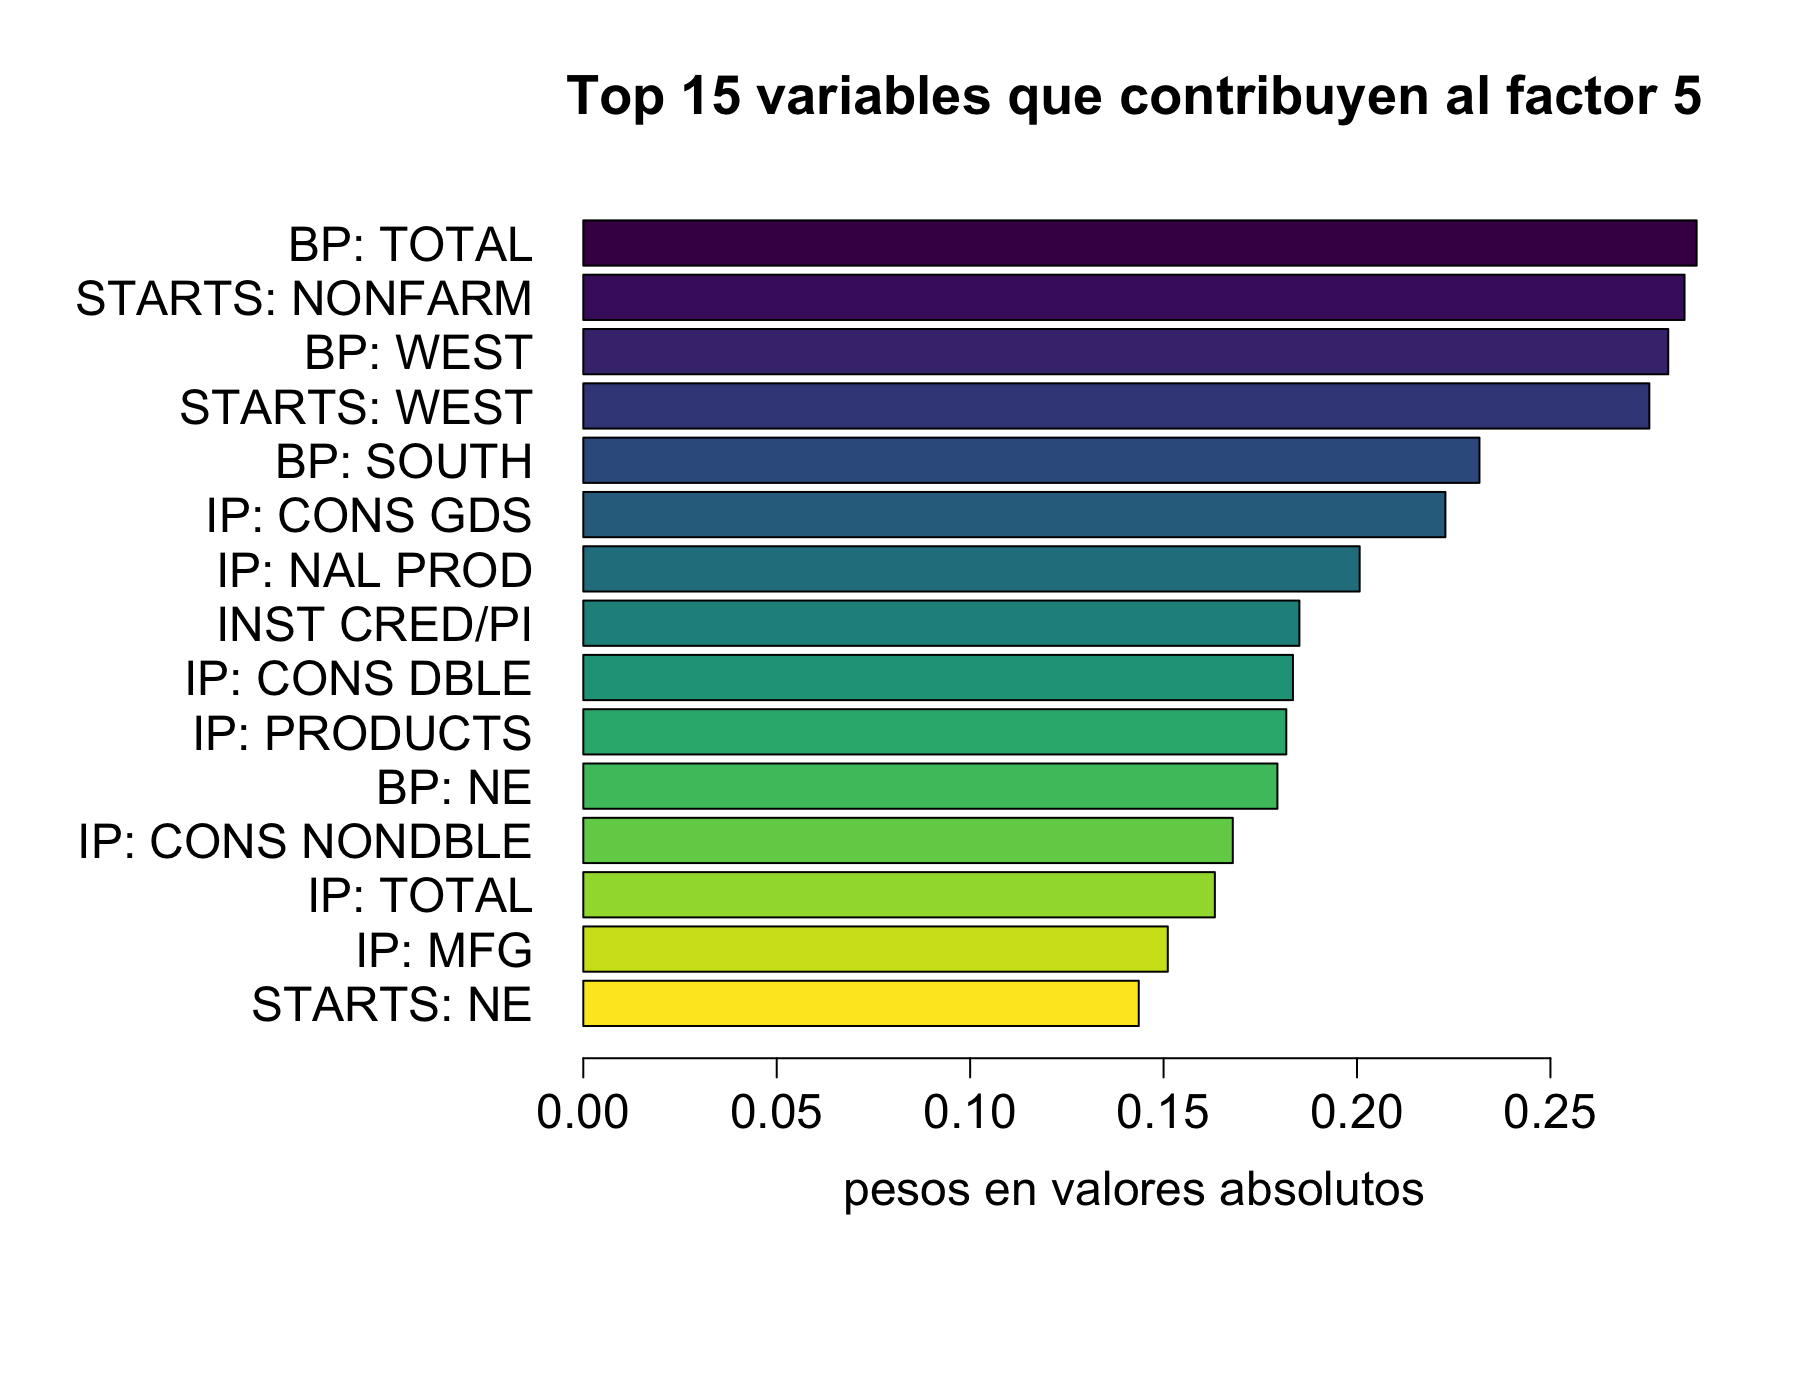 Top 15 variables que contribuyen al factor 5
BP: TOTAL
STARTS: NONFARM
BP: WEST
STARTS: WEST
BP: SOUTH
IP: CONS GDS
IP: NAL PROD
INST CRED/PI
IP: CONS DBLE
IP: PRODUCTS
BP: NE
IP: CONS NONDBLE
IP: TOTAL
IP: MFG
STARTS: NE
0.00 0.05 0.10 0.15 0.20 0.25
pesos en valores absolutos